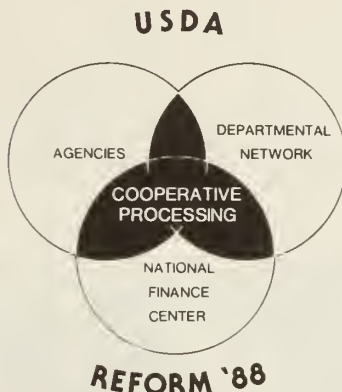 USDA
AGENCIES
DEPARTMENTAL
NETWORK
COOPERATIVE
PROCESSING
NATIONAL
FINANCE
CENTER
REFORM '88